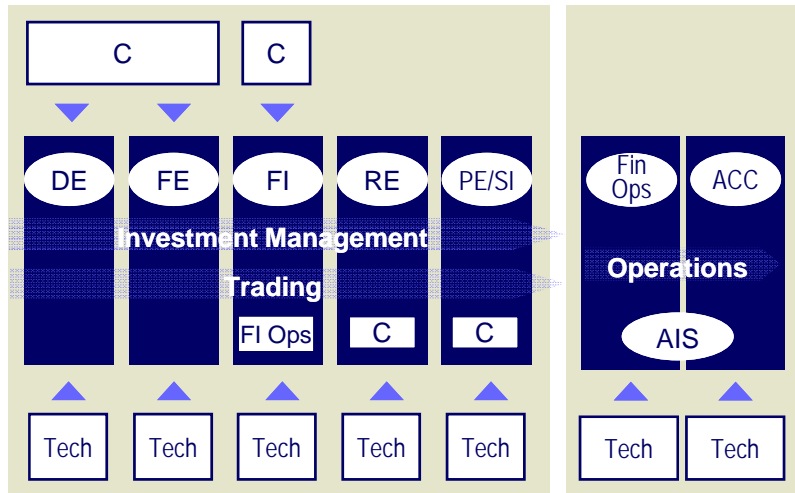 C C
DE FE FI RE PE/SI Fin
Ops ACC
Investment Management
Trading
Operations
FI Ops C C AIS
Tech Tech Tech Tech Tech Tech Tech